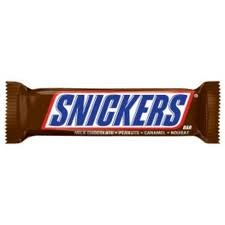 SNICKERS
BAR
MILK CHOCOLATE • PEANUTS • CARAMEL • NOUGAT